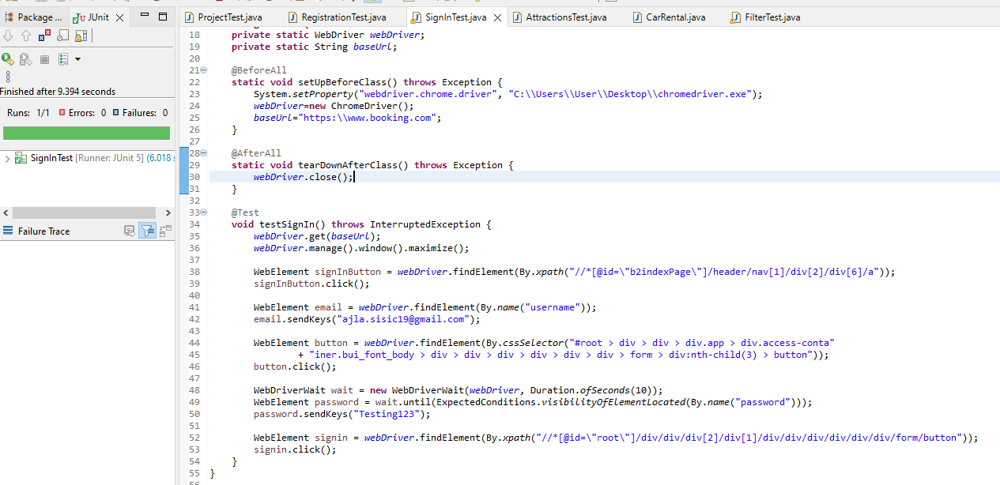 Package ...
JUnit
ProjectTest.java
RegistrationTest.java
SignInTest.java
AttractionsTest.java
CarRental.java
FilterTest.java
Finished after 9.394 seconds
Runs: 1/1 Errors: 0 Failures: 0
SignInTest [Runner: JUnit 5] (6.018 s
Failure Trace
18 private static WebDriver webDriver;
19 private static String baseUrl;
20
21 @BeforeAll
22 static void setUpBeforeClass() throws Exception {
23 System.setProperty("webdriver.chrome.driver", "C:\\Users\\User\\Desktop\\chromedriver.exe");
24 webDriver=new ChromeDriver();
25 baseUrl="https:\\www.booking.com";
26 }
27
28 @AfterAll
29 static void tearDownAfterClass() throws Exception {
30 webDriver.close();
31 }
32
33 @Test
34 void testSignIn() throws InterruptedException {
35 webDriver.get(baseUrl);
36 webDriver.manage().window().maximize();
37
38 WebElement signInButton = webDriver.findElement(By.xpath("//*[@id=\"b2indexPage\"]/header/nav[1]/div[2]/div[6]/a"));
39 signInButton.click();
40
41 WebElement email = webDriver.findElement(By.name("username"));
42 email.sendKeys("ajla.sisic19@gmail.com");
43
44 WebElement button = webDriver.findElement(By.cssSelector("#root > div > div > div.app > div.access-conta"
45 + "iner.bui_font_body > div > div > div > div > div > div > form > div:nth-child(3) > button"));
46 button.click();
47
48 WebDriverWait wait = new WebDriverWait(webDriver, Duration.ofSeconds(10));
49 WebElement password = wait.until(ExpectedConditions.visibilityOfElementLocated(By.name("password")));
50 password.sendKeys("Testing123");
51
52 WebElement signin = webDriver.findElement(By.xpath("//*[@id=\"root\"]/div/div/div[2]/div[1]/div/div/div/div/div/div/form/button"));
53 signin.click();
54 }
55 }